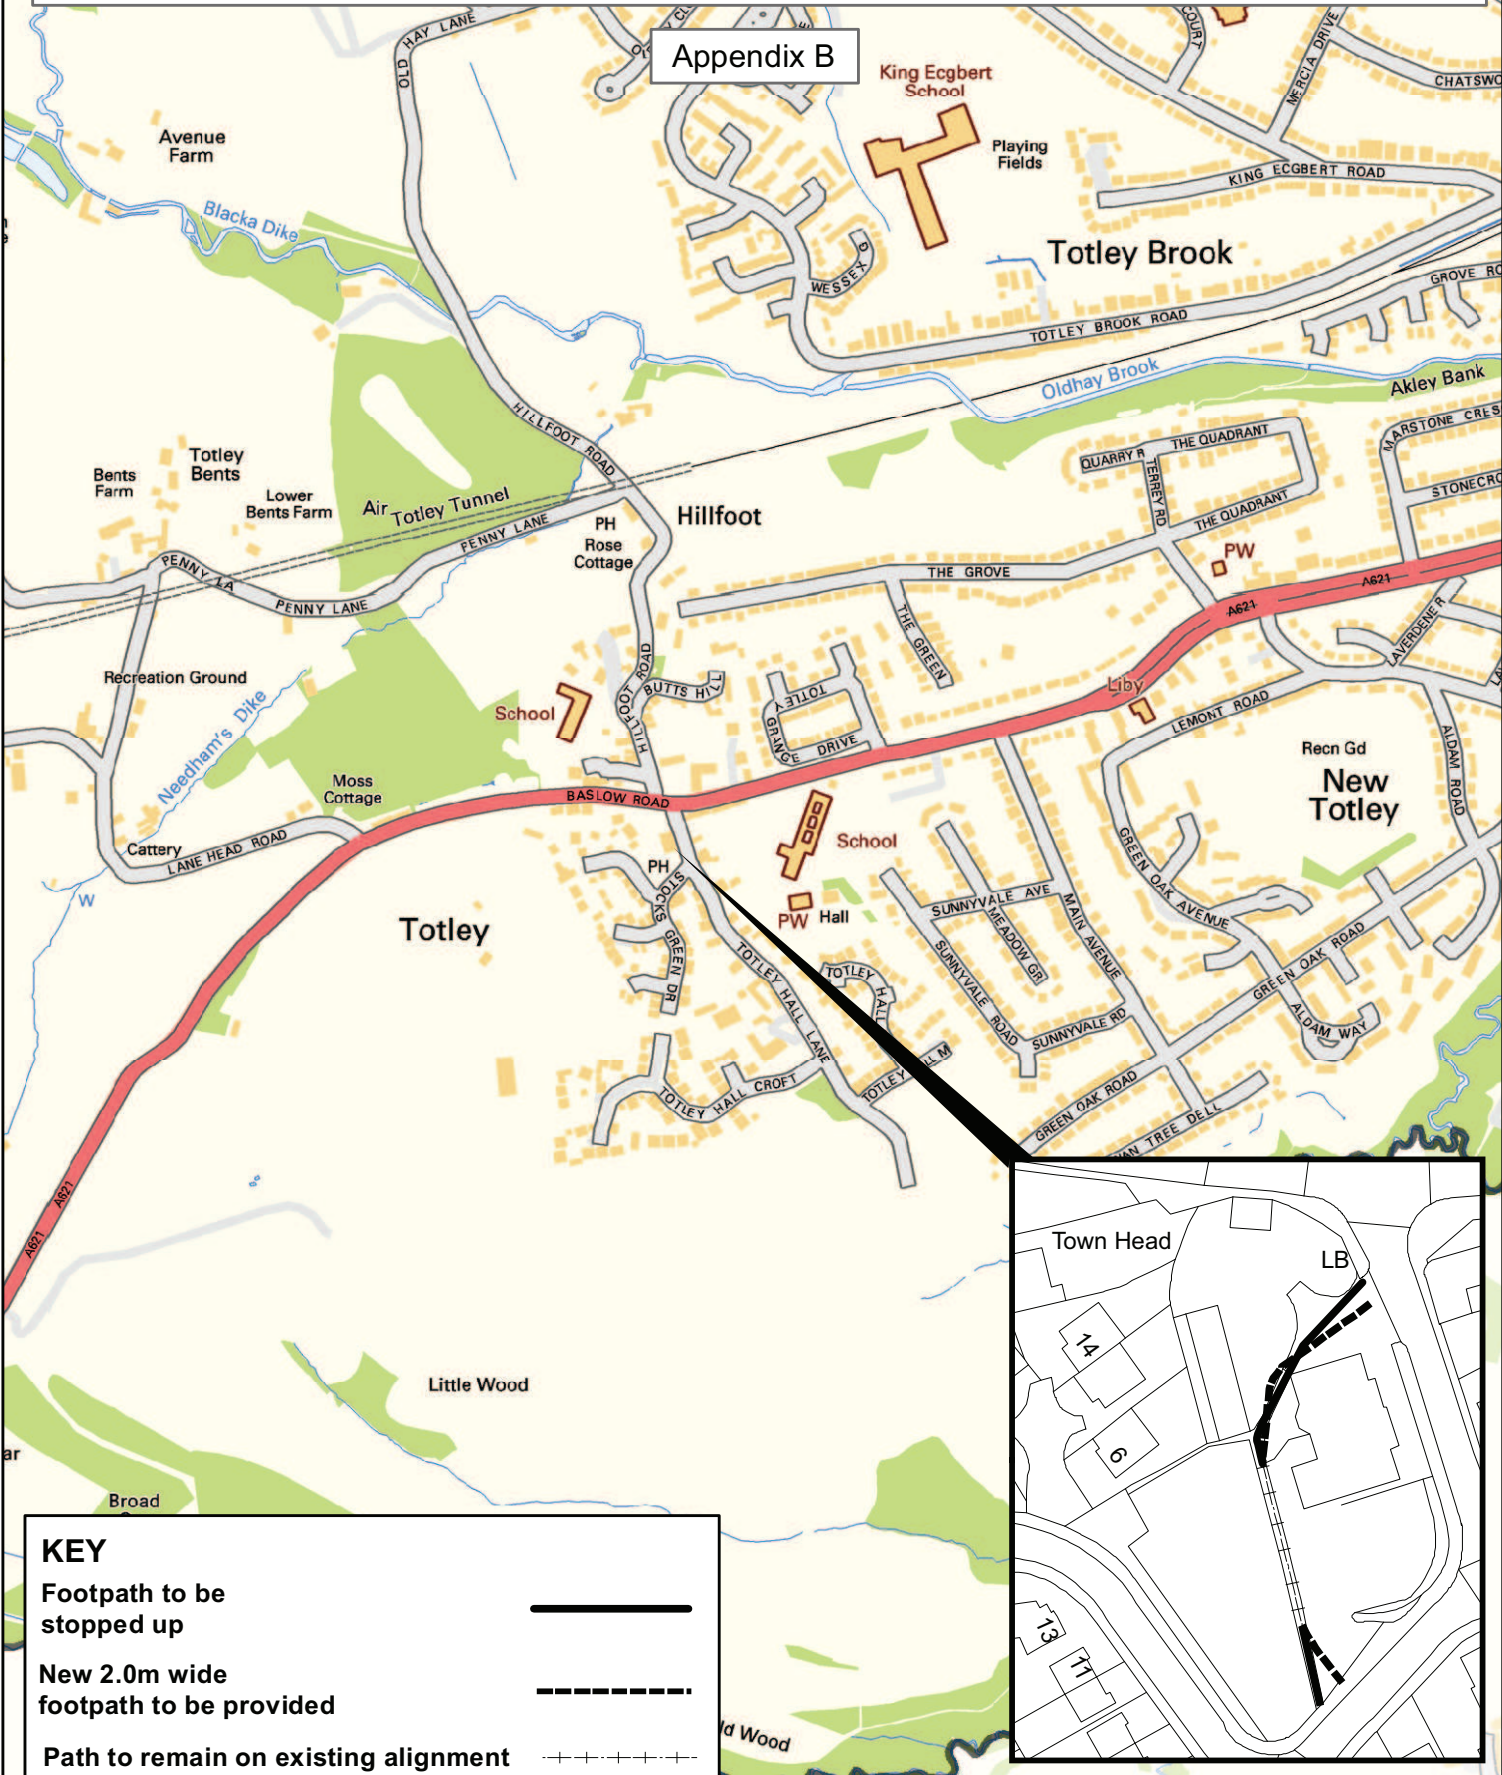 Appendix B
OLD HAY LANE
COURT
MERCIA DRIVE
King Ecgbert
School
Playing
Fields
KING ECGBERT ROAD
Avenue
Farm
Blacka Dike
Totley Brook
WESSEX G
TOTLEY BROOK ROAD
Oldhay Brook
Akley Bank
HILLFOOT ROAD
THE QUADRANT
QUARRY R
TERREY RD
THE QUADRANT
Totley
Bents
Bents
Farm
Lower
Bents Farm
Air
Totley Tunnel
PENNY LANE
PH
Rose
Cottage
Hillfoot
PENNY LA
PENNY LANE
THE GROVE
THE GREEN
PW
A621
A621
LAVERDENE R
Recreation Ground
Needham's Dike
School
HILLFOOT ROAD
BUTTS HILL
HILLFOOT
TOTLEY
GRANGE DRIVE
Liby
LEMONT ROAD
ALDAM ROAD
Recn Gd
New
Totley
Moss
Cottage
BASLOW ROAD
School
Cattery
LANE HEAD ROAD
W
PH
STOCKS GREEN DR
Totley
PW
Hall
SUNNYVALE AVE
MEADOW GR
MAIN AVENUE
SUNNYVALE ROAD
SUNNYVALE RD
GREEN OAK AVENUE
GREEN OAK ROAD
ALDAM WAY
TOTLEY HALL LANE
TOTLEY HALL
TOTLEY HALL CROFT
GREEN OAK ROAD
TREE DELL
A621
A621
Town Head
LB
14
6
13
11
Little Wood
Broad
KEY
Footpath to be
stopped up
New 2.0m wide
footpath to be provided
Path to remain on existing alignment
Wood